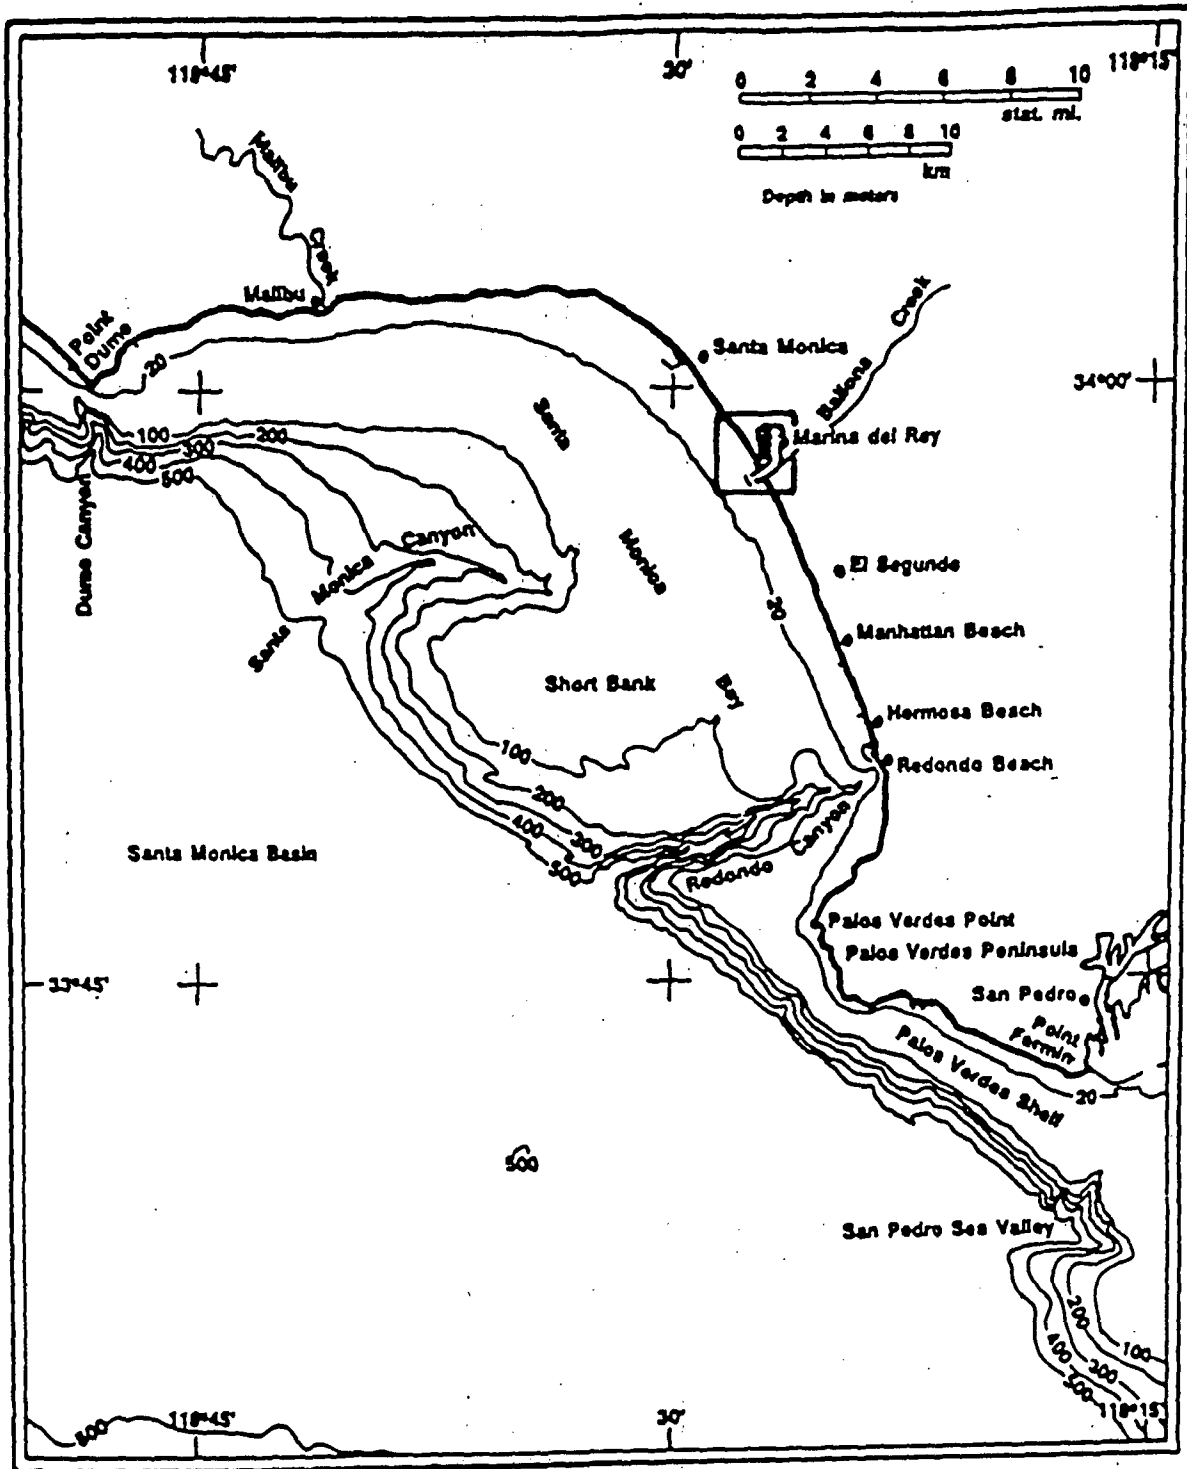 118°45'
30'
118°15'
0 2 4 6 8 10
stat. mi.
0 2 4 6 8 10
km
Depth in meters
Malibu
Creek
Malibu
Point
Dume
20
Santa Monica
Ballona
Creek
34°00'
Marina del Rey
100
200
300
400
500
Dume Canyon
Santa
Monica
Canyon
Santa
Monica
Bay
El Segundo
20
Manhattan Beach
Short Bank
Hermosa Beach
Redondo Beach
100
200
400
300
500
Santa Monica Basin
Redondo
Canyon
Palos Verdes Point
Palos Verdes Peninsula
33°45'
San Pedro
Point
Fermin
Palos Verdes Shelf
20
500
San Pedro Sea Valley
200
100
400
300
500
500
118°45'
30'
118°15'